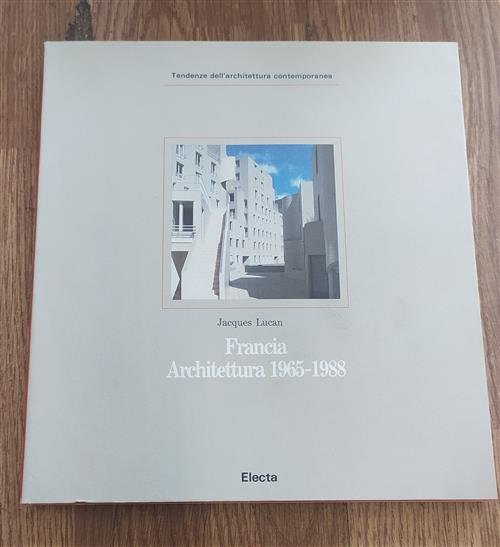 Tendenze dell'architettura contemporanea
Jacques Lucan
Francia
Architettura 1965-1988
Electa